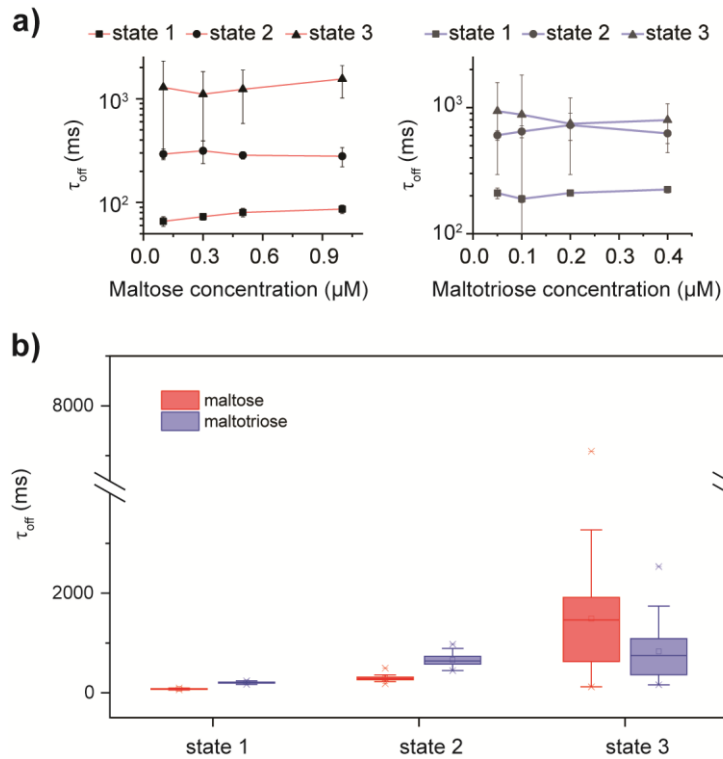 a)
state 1 state 2 state 3
state 1 state 2 state 3
10³
10²
τoff (ms)
0.0 0.3 0.6 0.9
Maltose concentration (µM)
10³
10²
τoff (ms)
0.0 0.1 0.2 0.3 0.4
Maltotriose concentration (µM)
b)
8000
2000
0
τoff (ms)
maltose
maltotriose
state 1 state 2 state 3